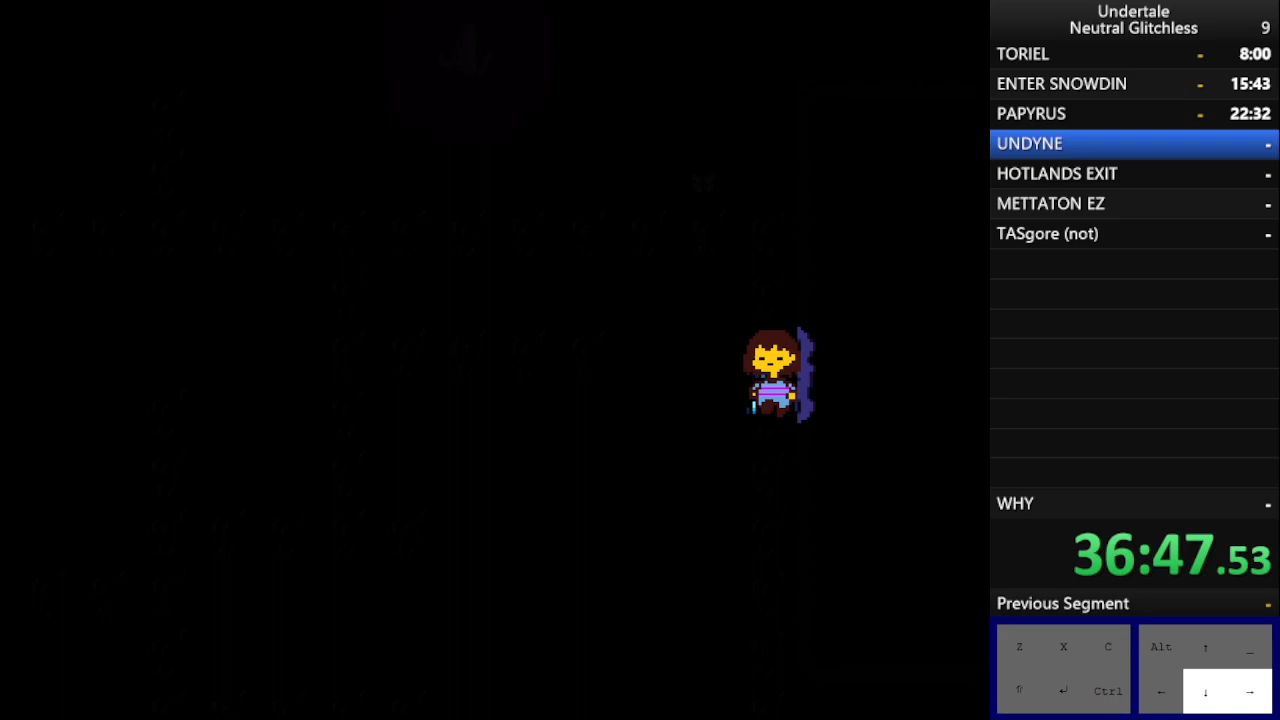 Undertale
Neutral Glitchless 9
TORIEL - 8:00
ENTER SNOWDIN - 15:43
PAPYRUS - 22:32
UNDYNE -
HOTLANDS EXIT -
METTATON EZ -
TASgore (not) -
WHY -
36:47.53
Previous Segment -
Z X C Alt ↑ _
⇧ ↵ Ctrl ← ↓ →